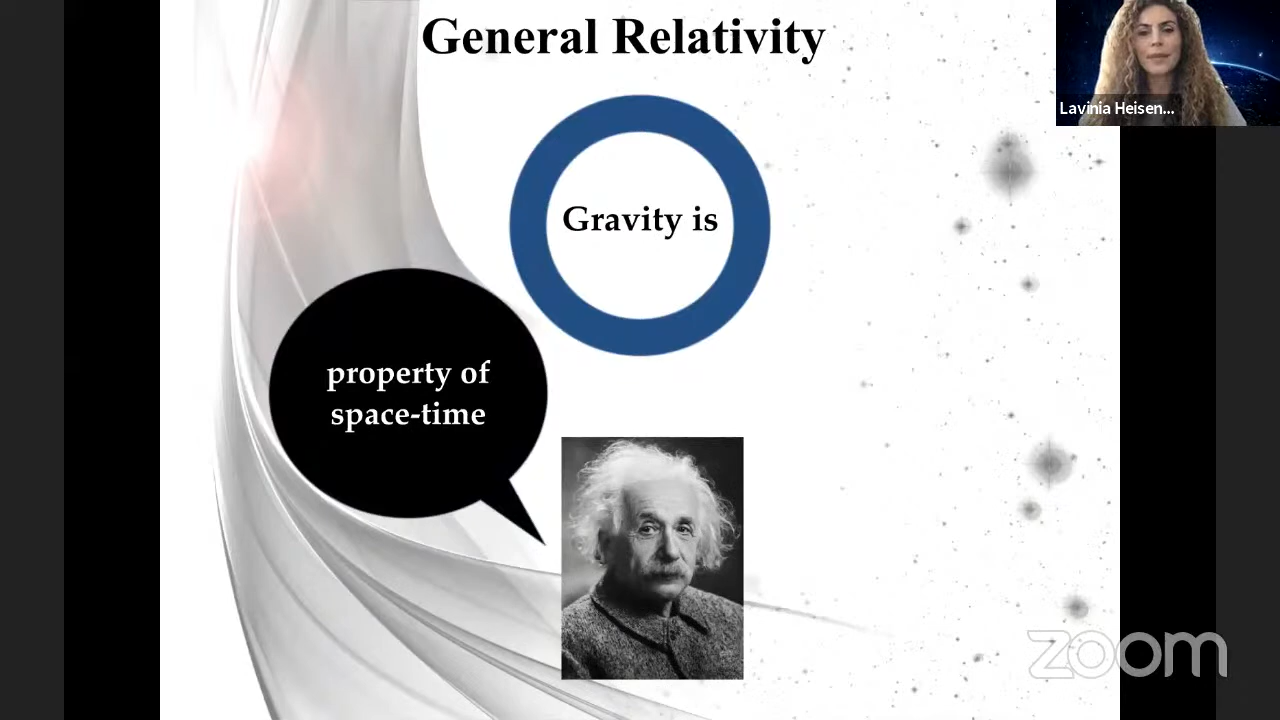 General Relativity
Lavinia Heisen...
Gravity is
property of
space-time
zoom